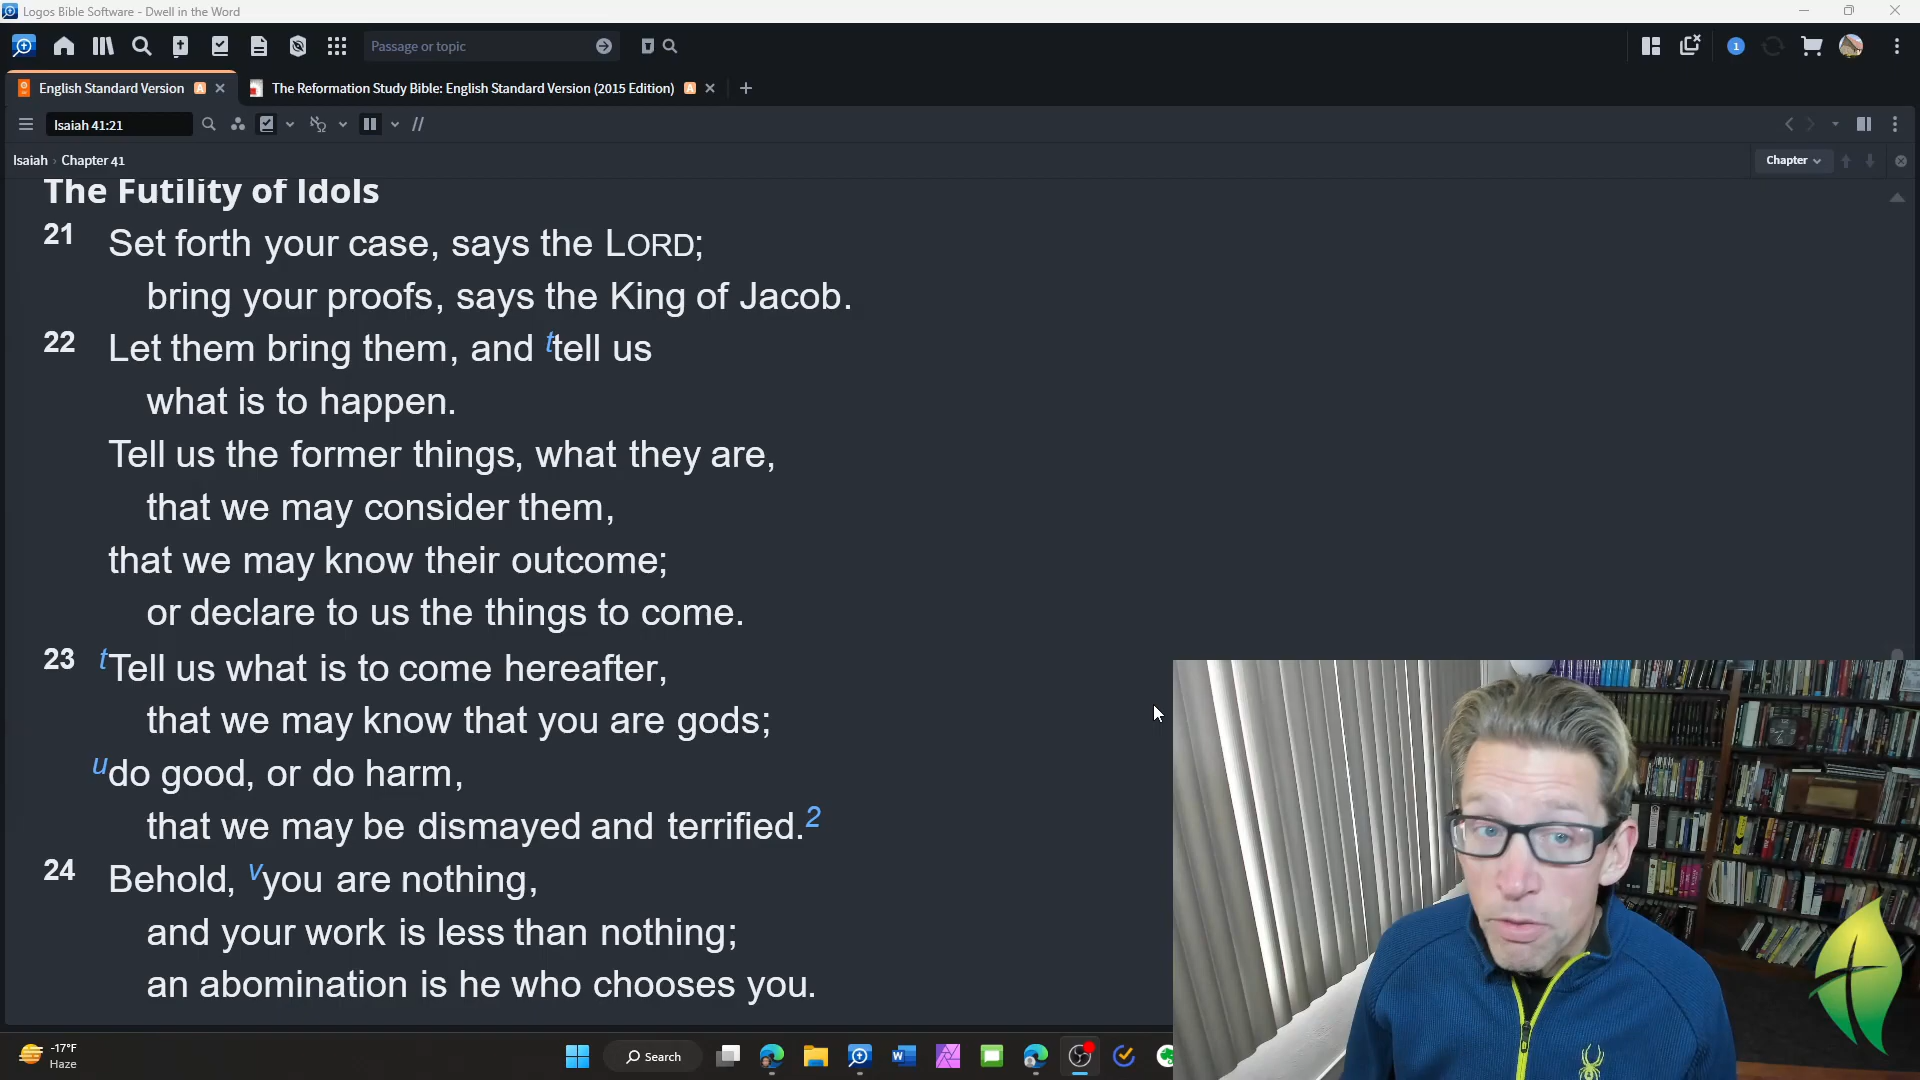 Logos Bible Software - Dwell in the Word
Passage or topic
1
English Standard Version A
The Reformation Study Bible: English Standard Version (2015 Edition) A
Isaiah 41:21
Isaiah › Chapter 41
Chapter
The Futility of Idols
21 Set forth your case, says the LORD;
bring your proofs, says the King of Jacob.
22 Let them bring them, and ttell us
what is to happen.
Tell us the former things, what they are,
that we may consider them,
that we may know their outcome;
or declare to us the things to come.
23 tTell us what is to come hereafter,
that we may know that you are gods;
udo good, or do harm,
that we may be dismayed and terrified.2
24 Behold, vyou are nothing,
and your work is less than nothing;
an abomination is he who chooses you.
-17°F
Haze
Search